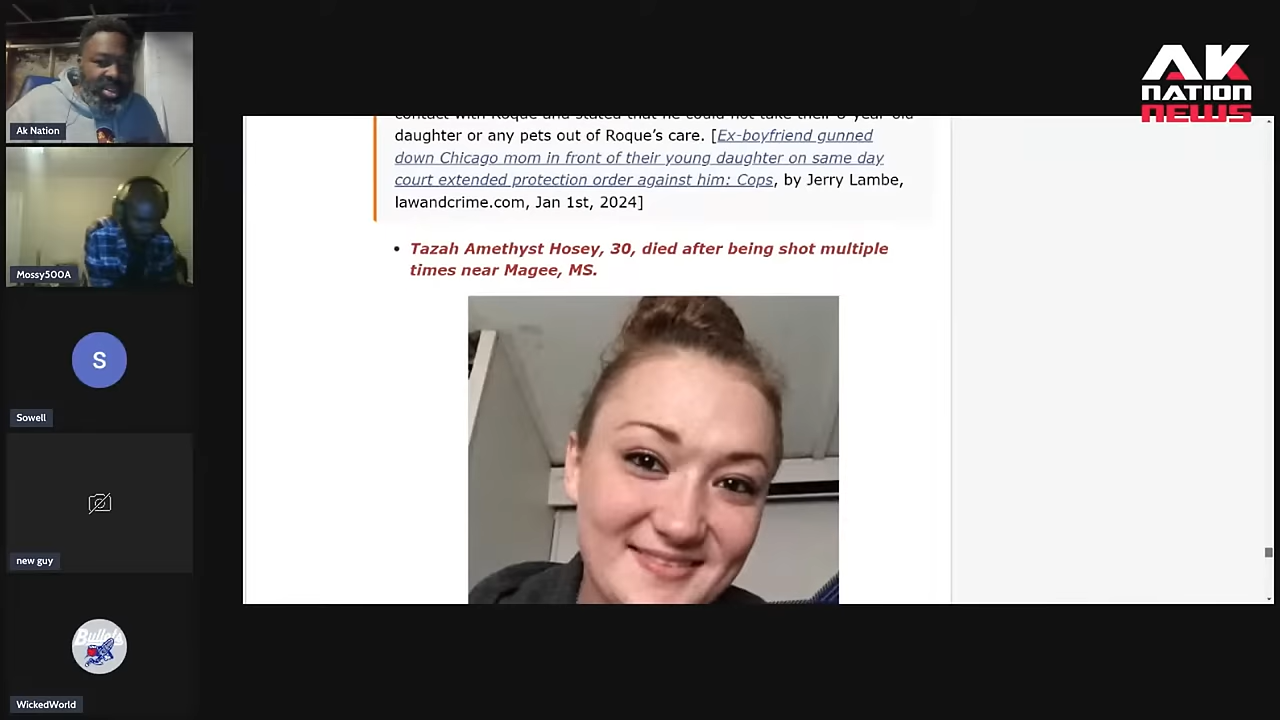 Ak Nation
Mossy500A
S
Sowell
new guy
Bullets
WickedWorld
AK
NATION
NEWS
contact with Roque and stated that he could not take their 8-year-old
daughter or any pets out of Roque's care. [Ex-boyfriend gunned
down Chicago mom in front of their young daughter on same day
court extended protection order against him: Cops, by Jerry Lambe,
lawandcrime.com, Jan 1st, 2024]
• Tazah Amethyst Hosey, 30, died after being shot multiple
times near Magee, MS.